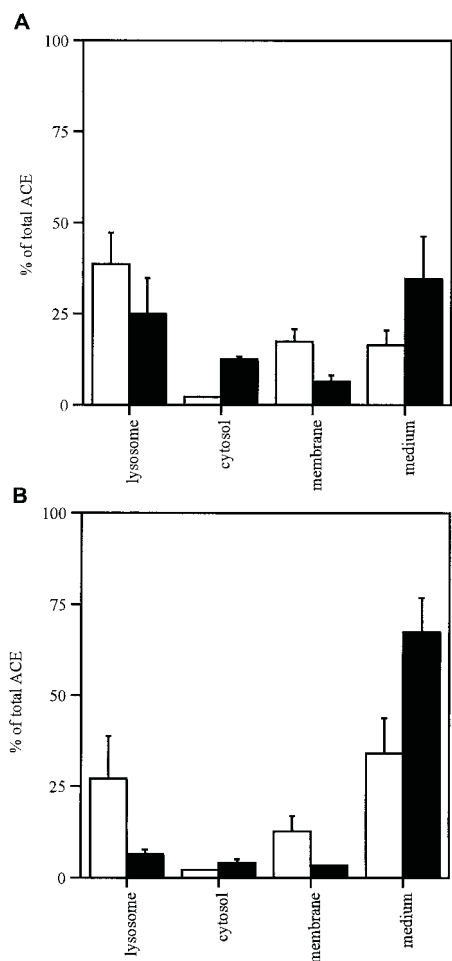 A
100
75
50
25
0
% of total ACE
lysosome
cytosol
membrane
medium
B
100
75
50
25
0
% of total ACE
lysosome
cytosol
membrane
medium